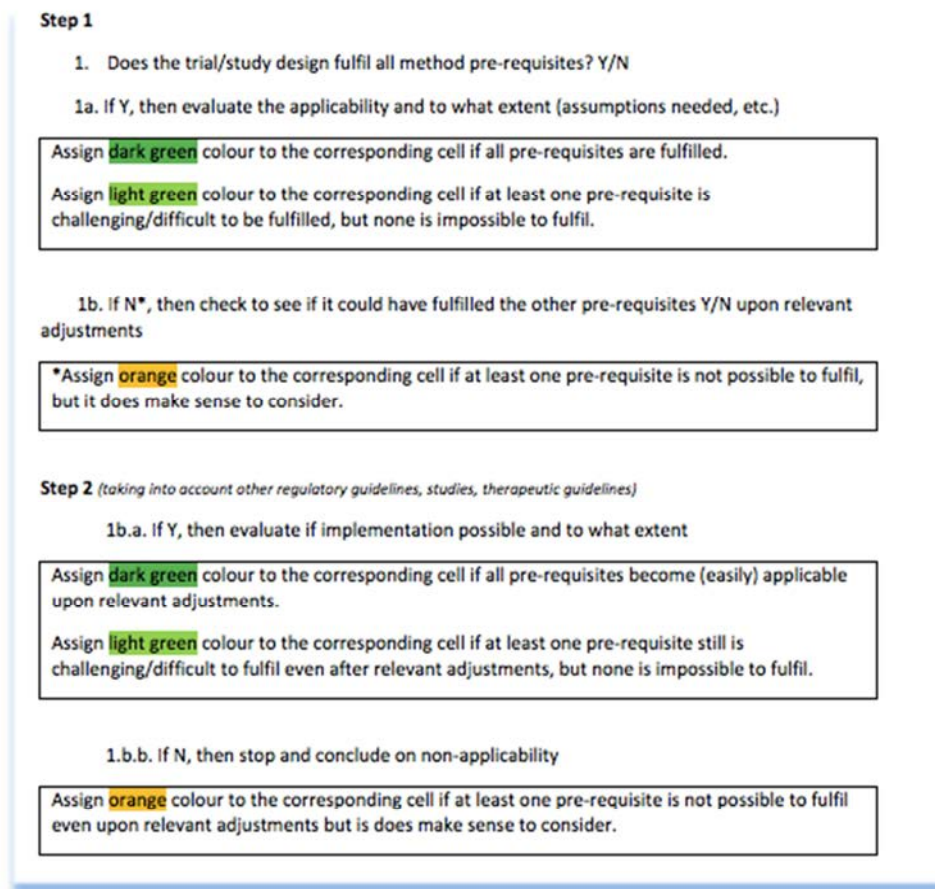 Step 1
1. Does the trial/study design fulfil all method pre-requisites? Y/N
1a. If Y, then evaluate the applicability and to what extent (assumptions needed, etc.)
Assign dark green colour to the corresponding cell if all pre-requisites are fulfilled.
Assign light green colour to the corresponding cell if at least one pre-requisite is
challenging/difficult to be fulfilled, but none is impossible to fulfil.
1b. If N*, then check to see if it could have fulfilled the other pre-requisites Y/N upon relevant
adjustments
*Assign orange colour to the corresponding cell if at least one pre-requisite is not possible to fulfil,
but it does make sense to consider.
Step 2 (taking into account other regulatory guidelines, studies, therapeutic guidelines)
1b.a. If Y, then evaluate if implementation possible and to what extent
Assign dark green colour to the corresponding cell if all pre-requisites become (easily) applicable
upon relevant adjustments.
Assign light green colour to the corresponding cell if at least one pre-requisite still is
challenging/difficult to fulfil even after relevant adjustments, but none is impossible to fulfil.
1.b.b. If N, then stop and conclude on non-applicability
Assign orange colour to the corresponding cell if at least one pre-requisite is not possible to fulfil
even upon relevant adjustments but is does make sense to consider.